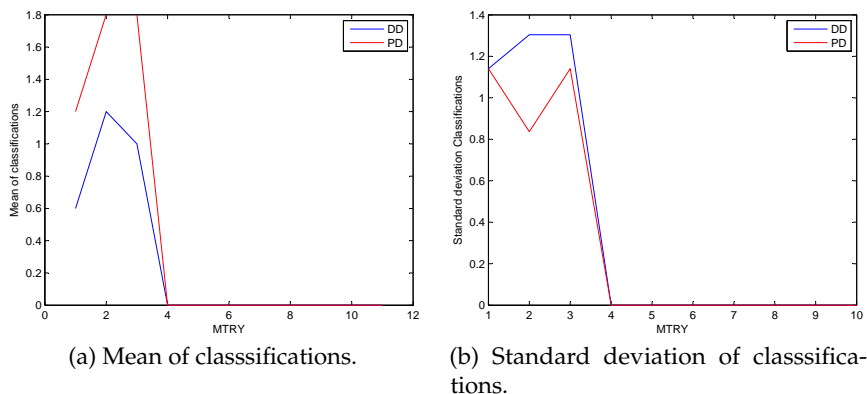 1.8
1.6
1.4
1.2
1
0.8
0.6
0.4
0.2
0
Mean of classifications
0 2 4 6 8 10 12
MTRY
DD
PD
1.4
1.2
1
0.8
0.6
0.4
0.2
0
Standard deviation Classifications
1 2 3 4 5 6 7 8 9 10
MTRY
DD
PD
(a) Mean of classsifications.
(b) Standard deviation of classsifica-
tions.